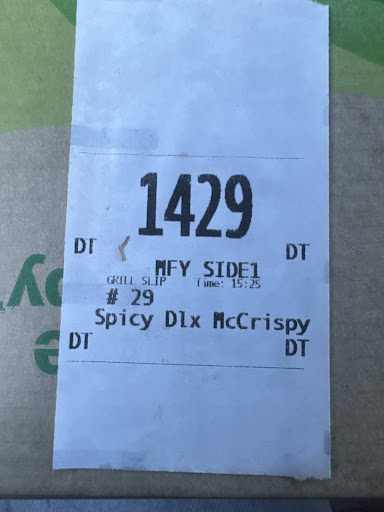 1429
DT DT
MFY SIDE1
GRILL SLIP Time: 15:25
# 29
Spicy Dlx McCrispy
DT DT